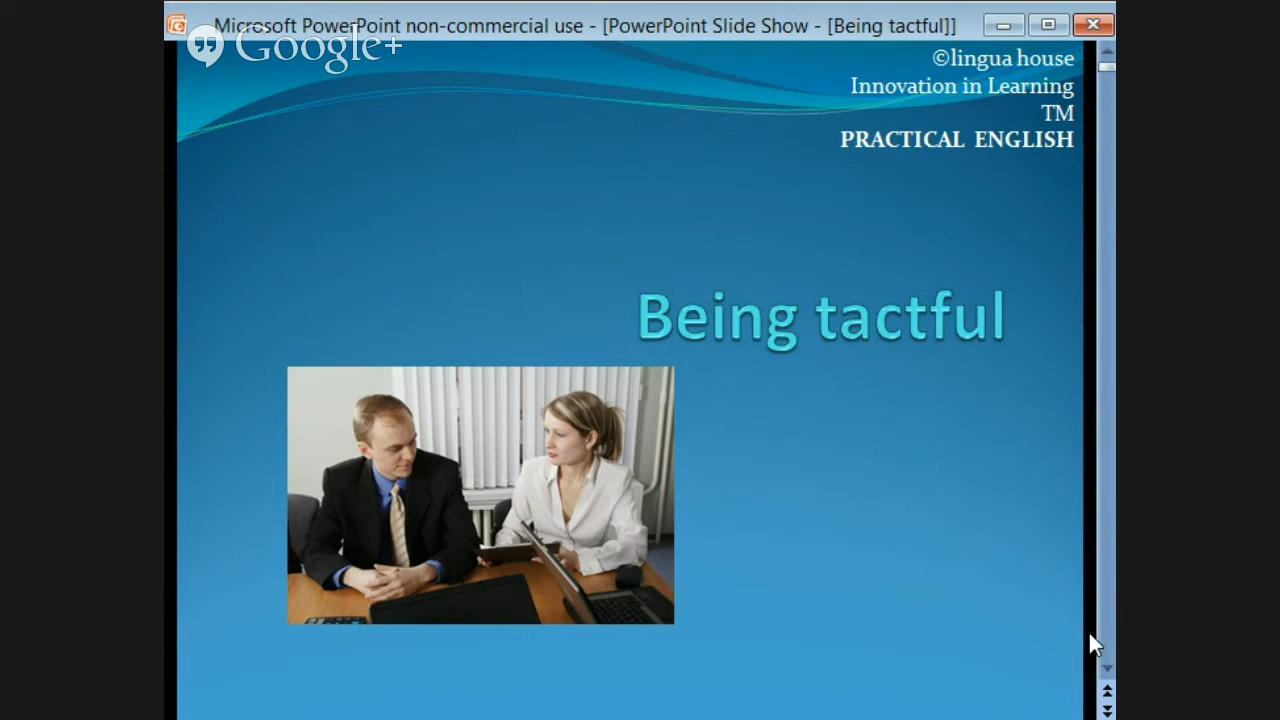 Microsoft PowerPoint non-commercial use - [PowerPoint Slide Show - [Being tactful]]
Google+
©lingua house
Innovation in Learning
TM
PRACTICAL ENGLISH
Being tactful